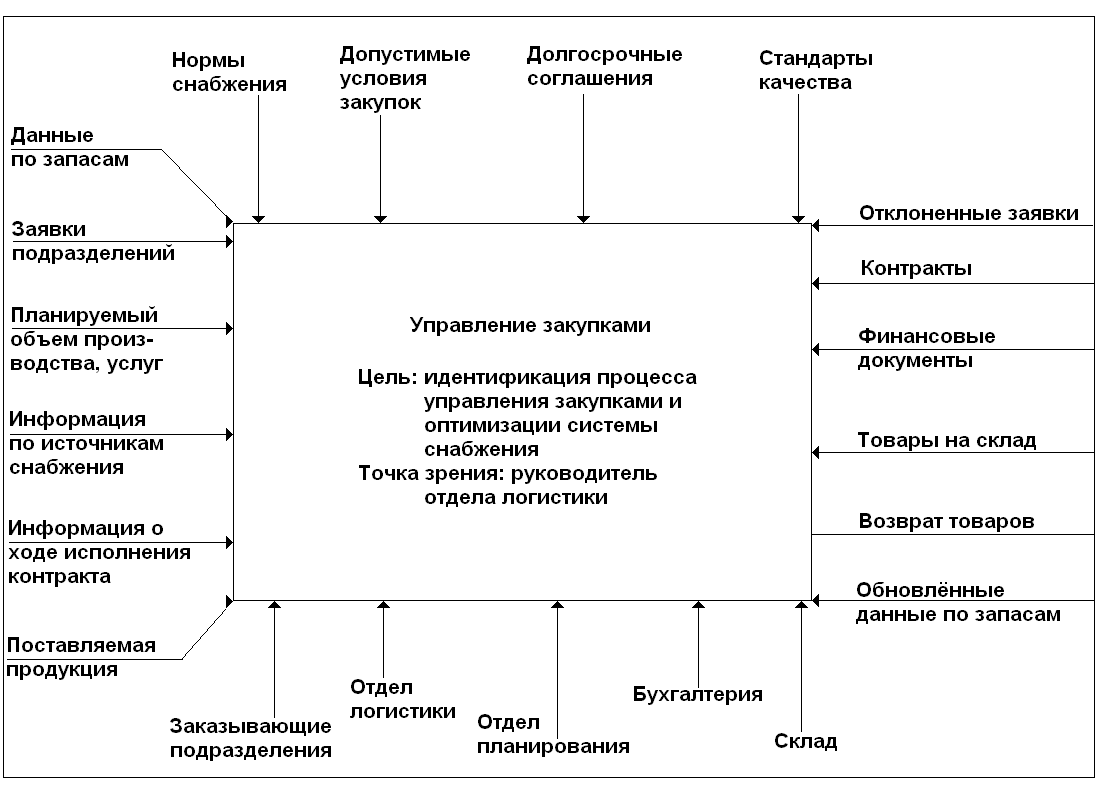 Нормы
снабжения
Допустимые
условия
закупок
Долгосрочные
соглашения
Стандарты
качества
Данные
по запасам
Заявки
подразделений
Планируемый
объем произ-
водства, услуг
Информация
по источникам
снабжения
Информация о
ходе исполнения
контракта
Поставляемая
продукция
Управление закупками
Цель: идентификация процесса
управления закупками и
оптимизации системы
снабжения
Точка зрения: руководитель
отдела логистики
Отклоненные заявки
Контракты
Финансовые
документы
Товары на склад
Возврат товаров
Обновлённые
данные по запасам
Заказывающие
подразделения
Отдел
логистики
Отдел
планирования
Бухгалтерия
Склад